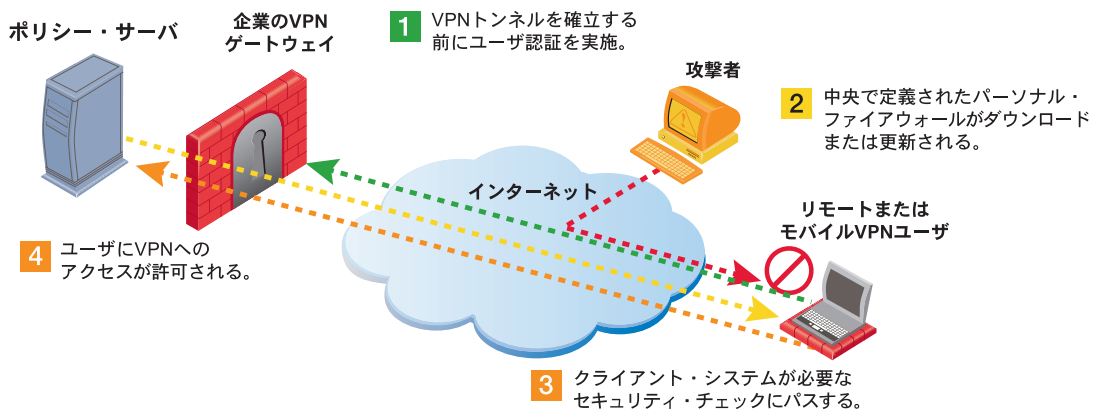 ポリシー・サーバ
企業のVPN
ゲートウェイ
1 VPNトンネルを確立する
前にユーザ認証を実施。
攻撃者
2 中央で定義されたパーソナル・
ファイアウォールがダウンロード
または更新される。
インターネット
リモートまたは
モバイルVPNユーザ
4 ユーザにVPNへの
アクセスが許可される。
3 クライアント・システムが必要な
セキュリティ・チェックにパスする。